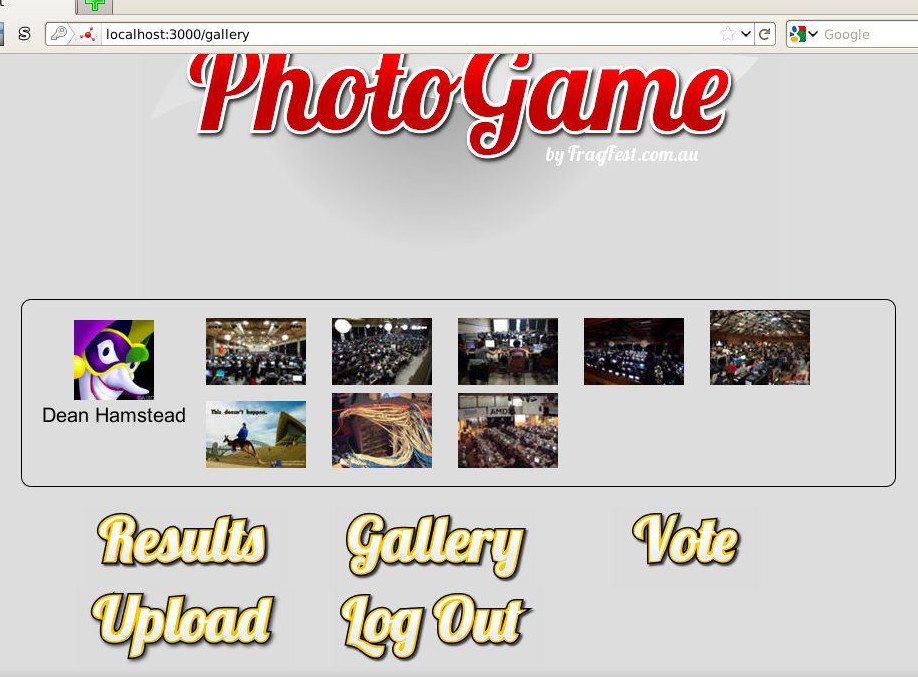 S
localhost:3000/gallery
Google
PhotoGame
by FragFest.com.au
Dean Hamstead
This doesn't happen.
AMD
Results
Gallery
Vote
Upload
Log Out